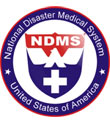 National Disaster Medical System
NDMS
United States of America